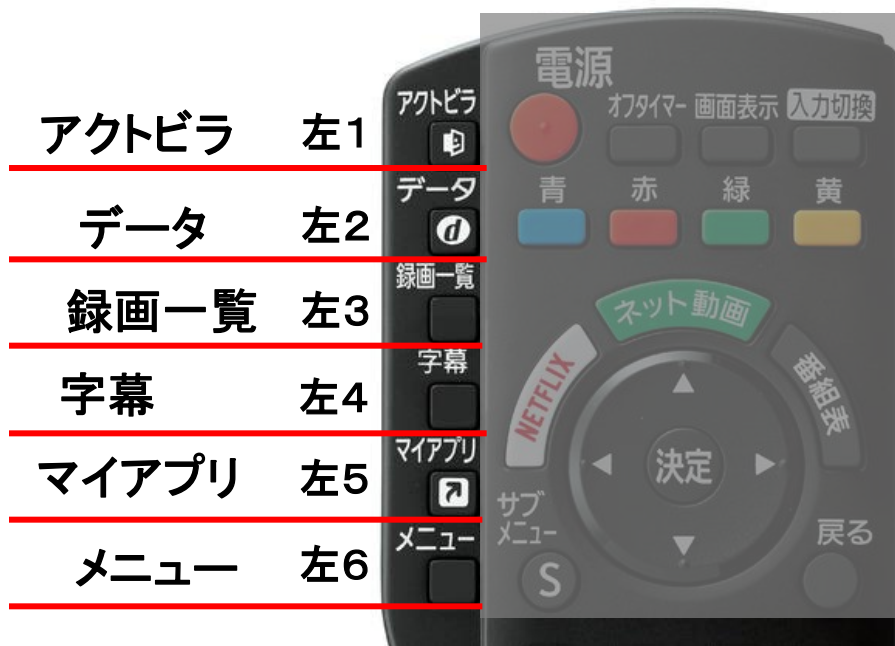 電源
アクトビラ 左1 アクトビラ オフタイマー 画面表示 入力切換
データ 左2 データ 青 赤 緑 黄
d
録画一覧 左3 録画一覧 ネット動画
字幕 左4 字幕 NETFLIX 番組表
マイアプリ 左5 マイアプリ 決定
サブ
メニュー 戻る
メニュー 左6 メニュー S